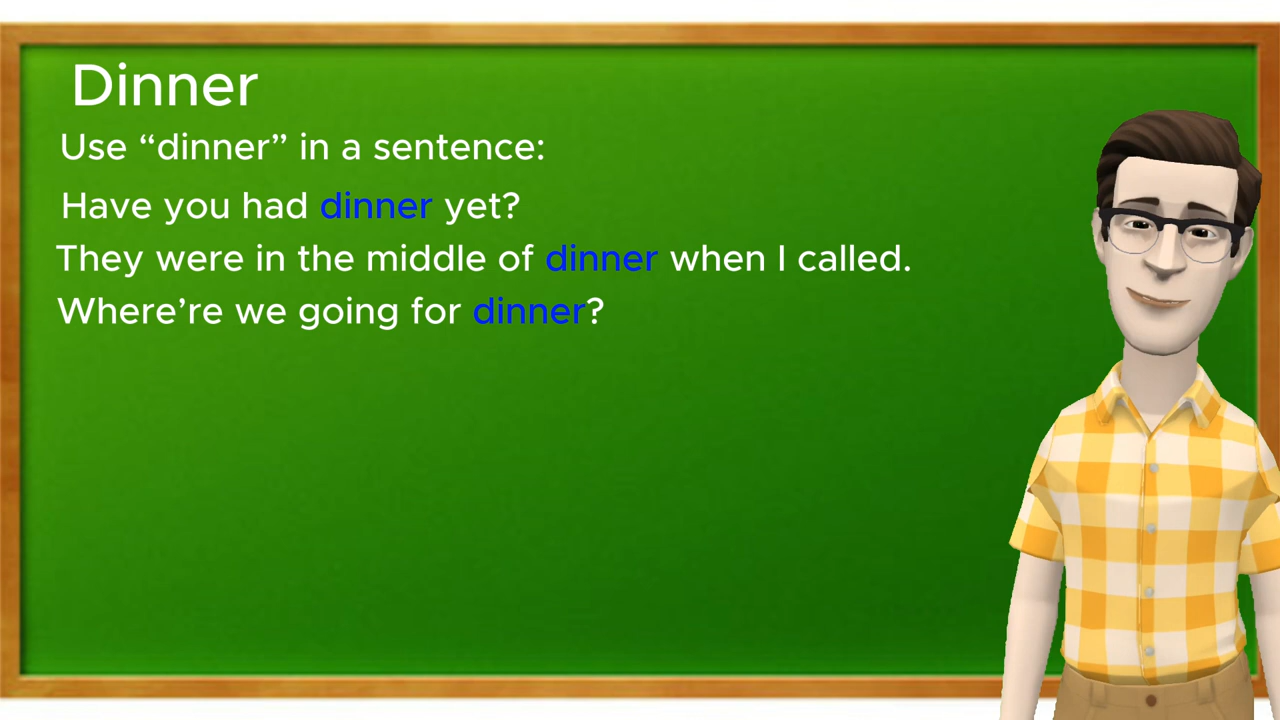 Dinner
Use “dinner” in a sentence:
Have you had dinner yet?
They were in the middle of dinner when I called.
Where’re we going for dinner?